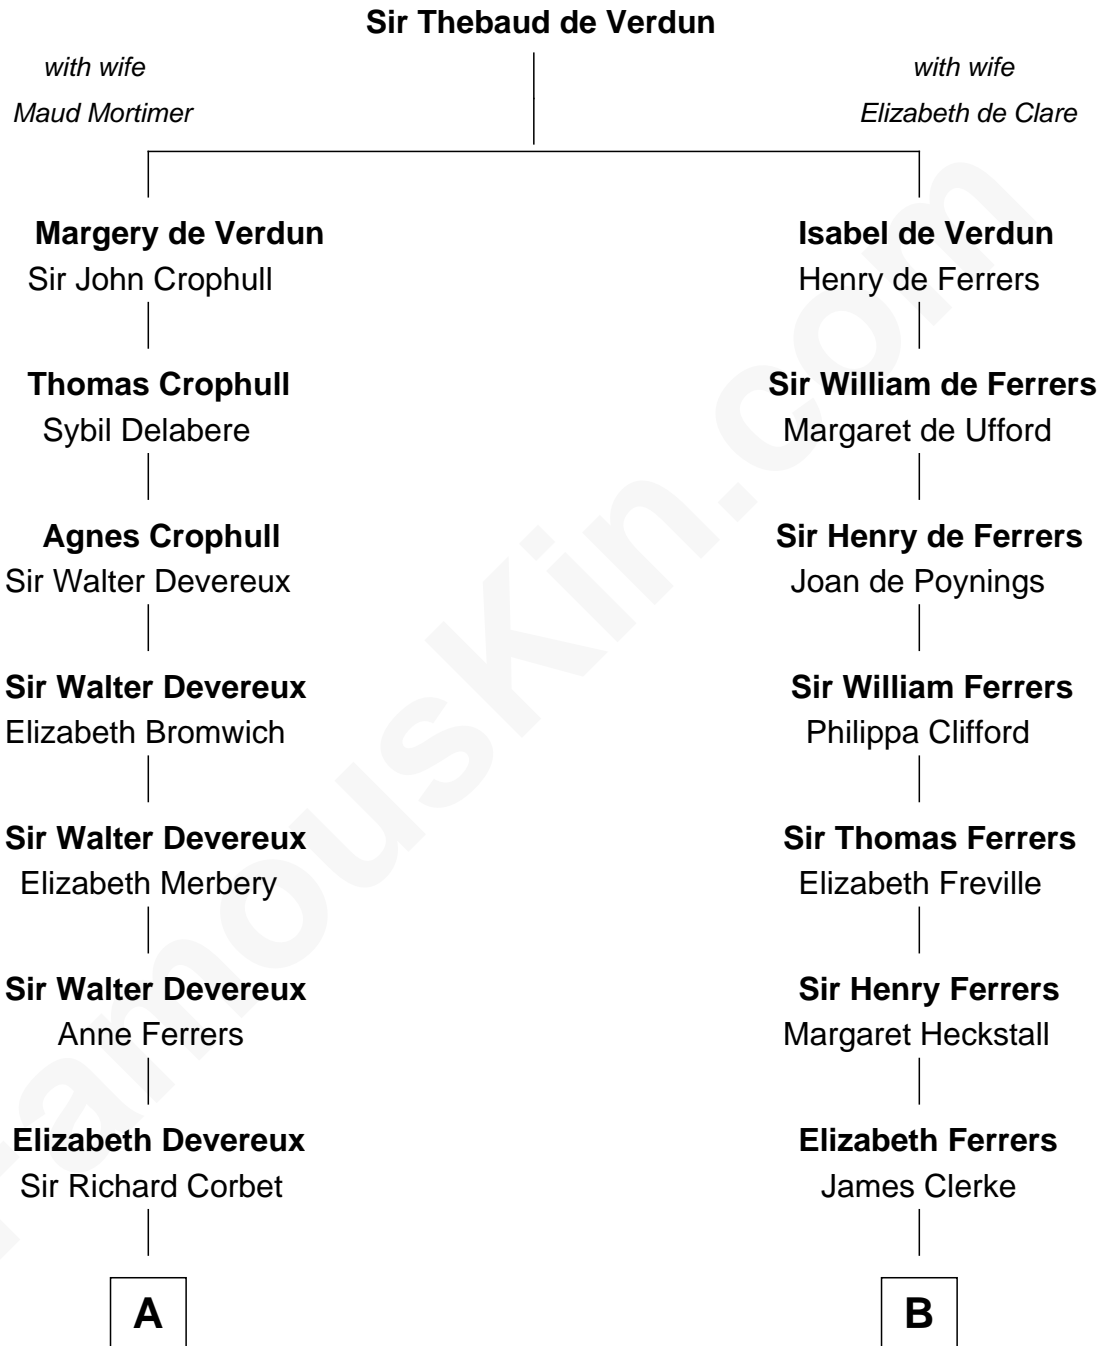 Sir Thebaud de Verdun
with wife
Maud Mortimer
with wife
Elizabeth de Clare
Margery de Verdun
Sir John Crophull
Isabel de Verdun
Henry de Ferrers
Thomas Crophull
Sybil Delabere
Sir William de Ferrers
Margaret de Ufford
Agnes Crophull
Sir Walter Devereux
Sir Henry de Ferrers
Joan de Poynings
Sir Walter Devereux
Elizabeth Bromwich
Sir William Ferrers
Philippa Clifford
Sir Walter Devereux
Elizabeth Merbery
Sir Thomas Ferrers
Elizabeth Freville
Sir Walter Devereux
Anne Ferrers
Sir Henry Ferrers
Margaret Heckstall
Elizabeth Devereux
Sir Richard Corbet
Elizabeth Ferrers
James Clerke
A
B
FamousKin.com